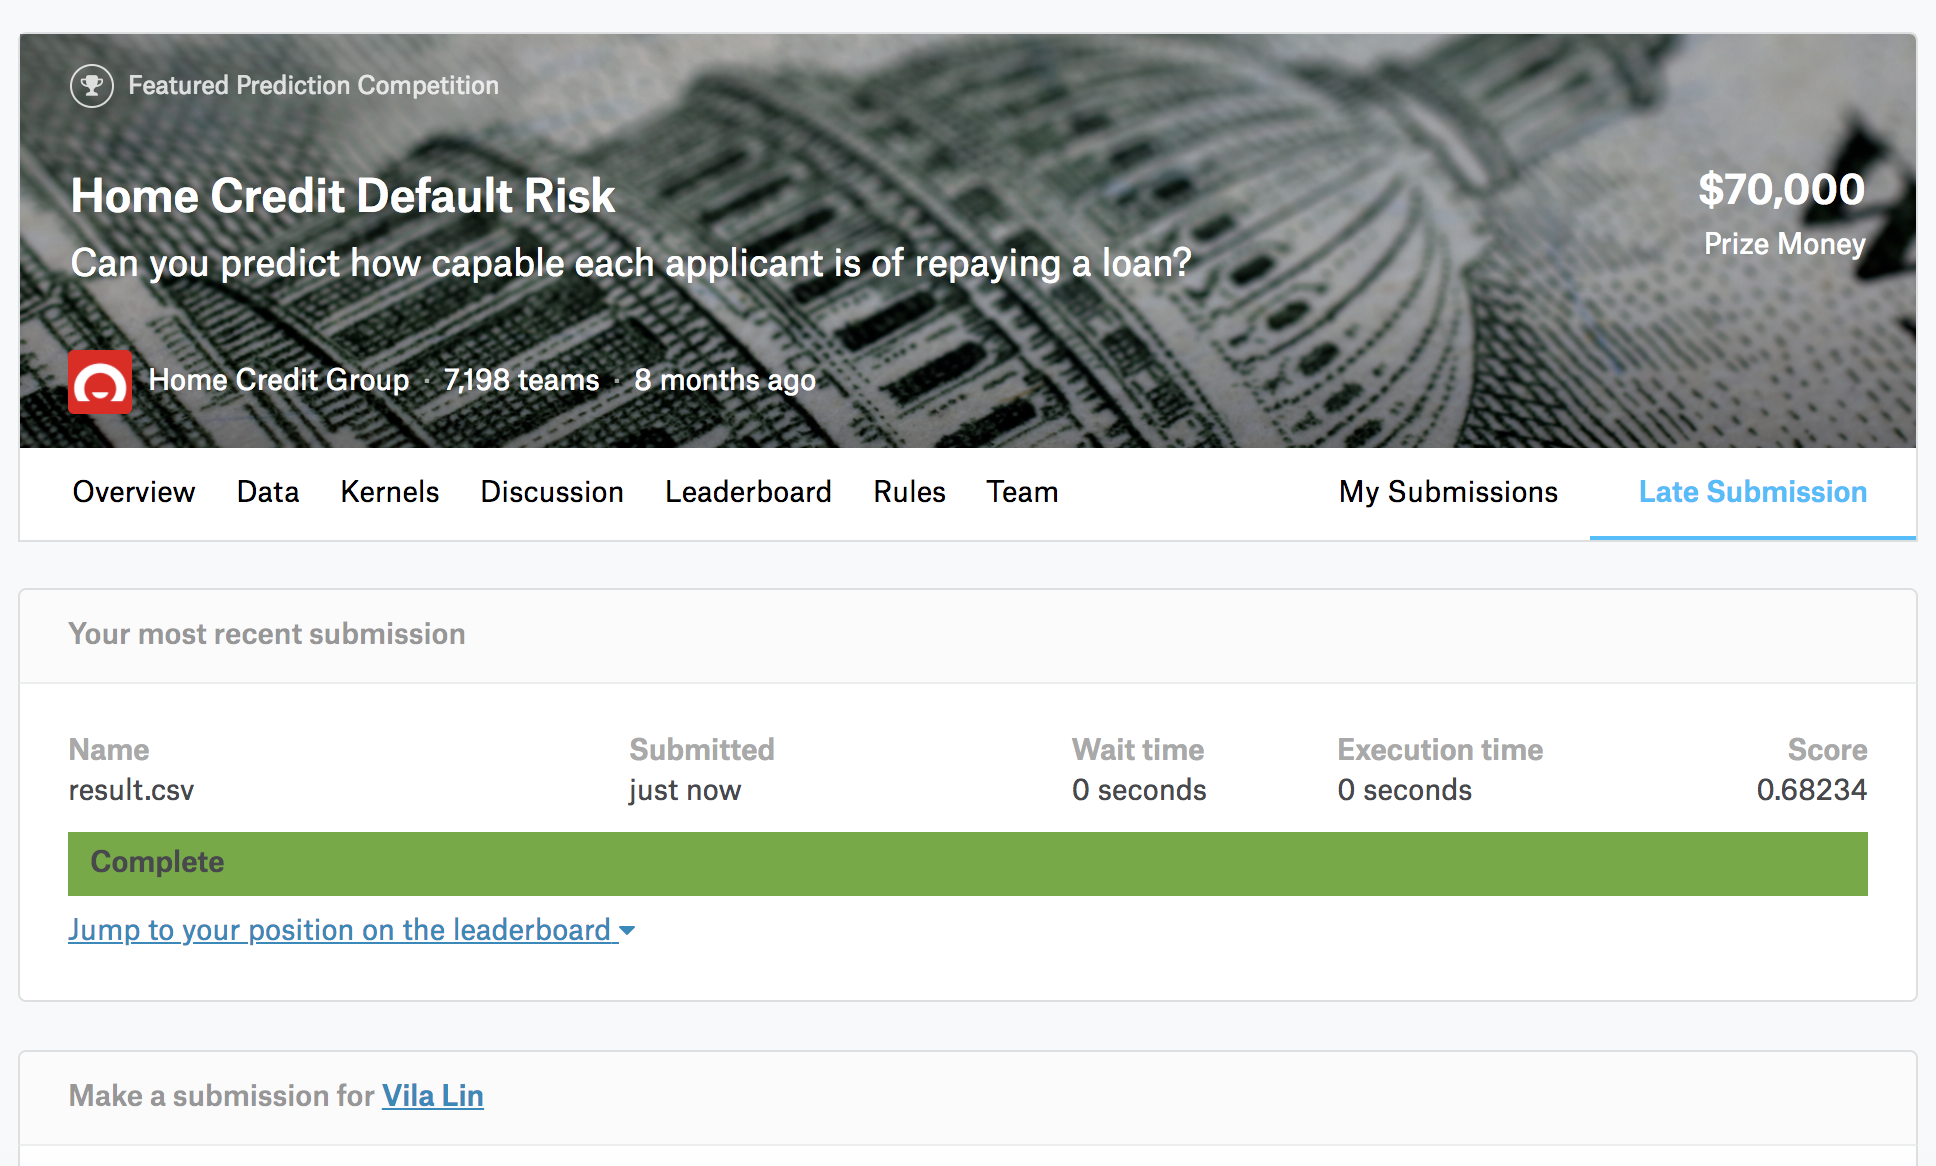 Featured Prediction Competition
Home Credit Default Risk
Can you predict how capable each applicant is of repaying a loan?
$70,000
Prize Money
Home Credit Group · 7,198 teams · 8 months ago
Overview Data Kernels Discussion Leaderboard Rules Team My Submissions Late Submission
Your most recent submission
Name Submitted Wait time Execution time Score
result.csv just now 0 seconds 0 seconds 0.68234
Complete
Jump to your position on the leaderboard
Make a submission for Vila Lin